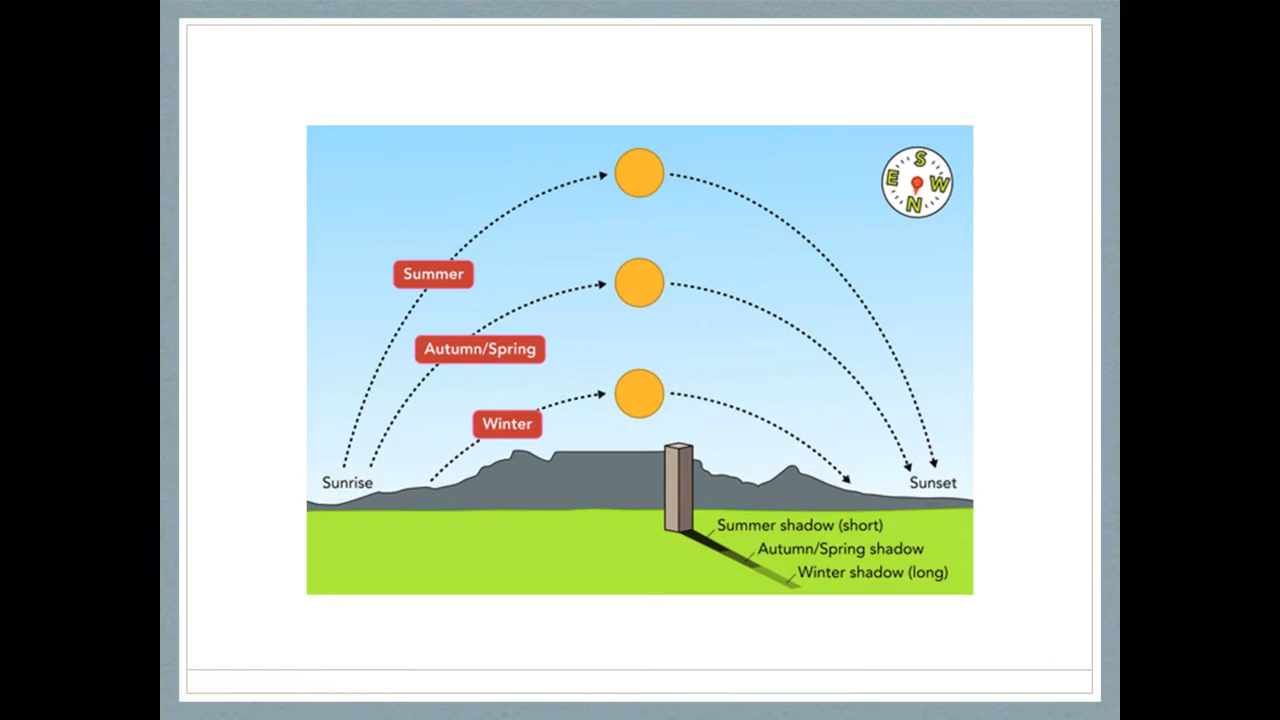 S
E
W
N
Summer
Autumn/Spring
Winter
Sunrise
Sunset
Summer shadow (short)
Autumn/Spring shadow
Winter shadow (long)